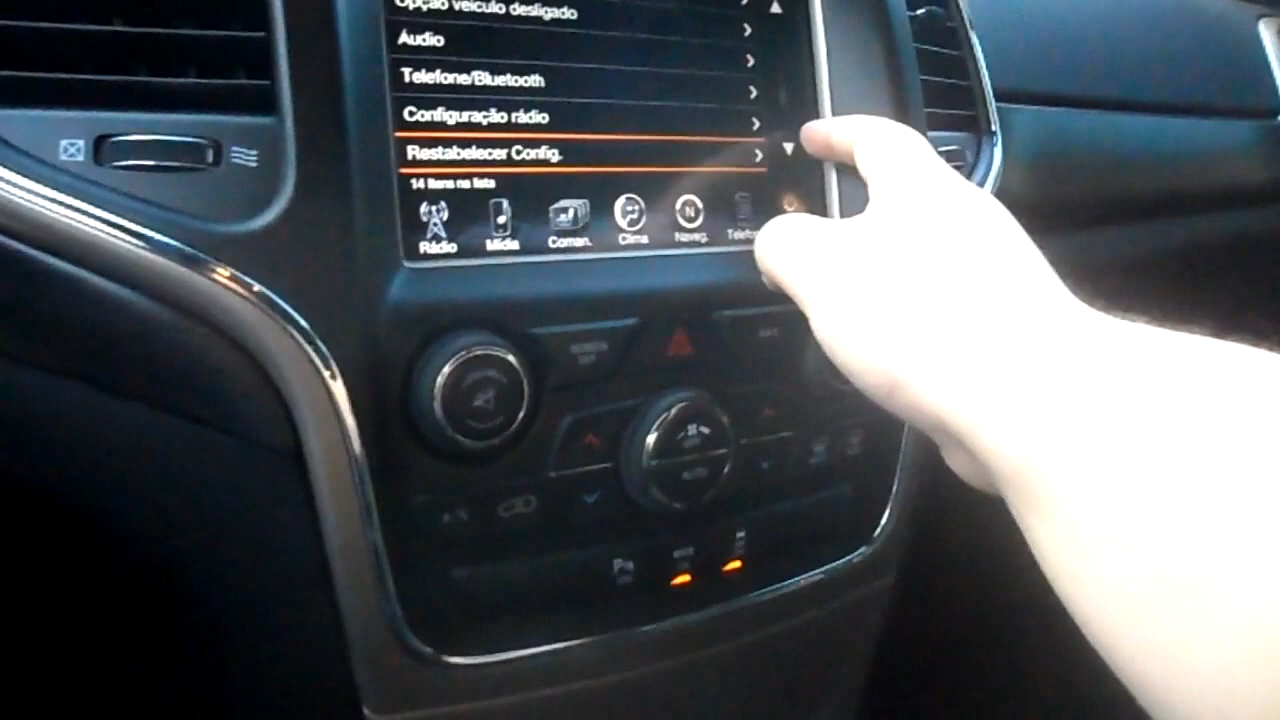 Opção veículo desligado
Áudio
Telefone/Bluetooth
Configuração rádio
Restabelecer Config.
14 Itens na lista
Rádio Mídia Coman. Clima Naveg.
AUTO
A/C